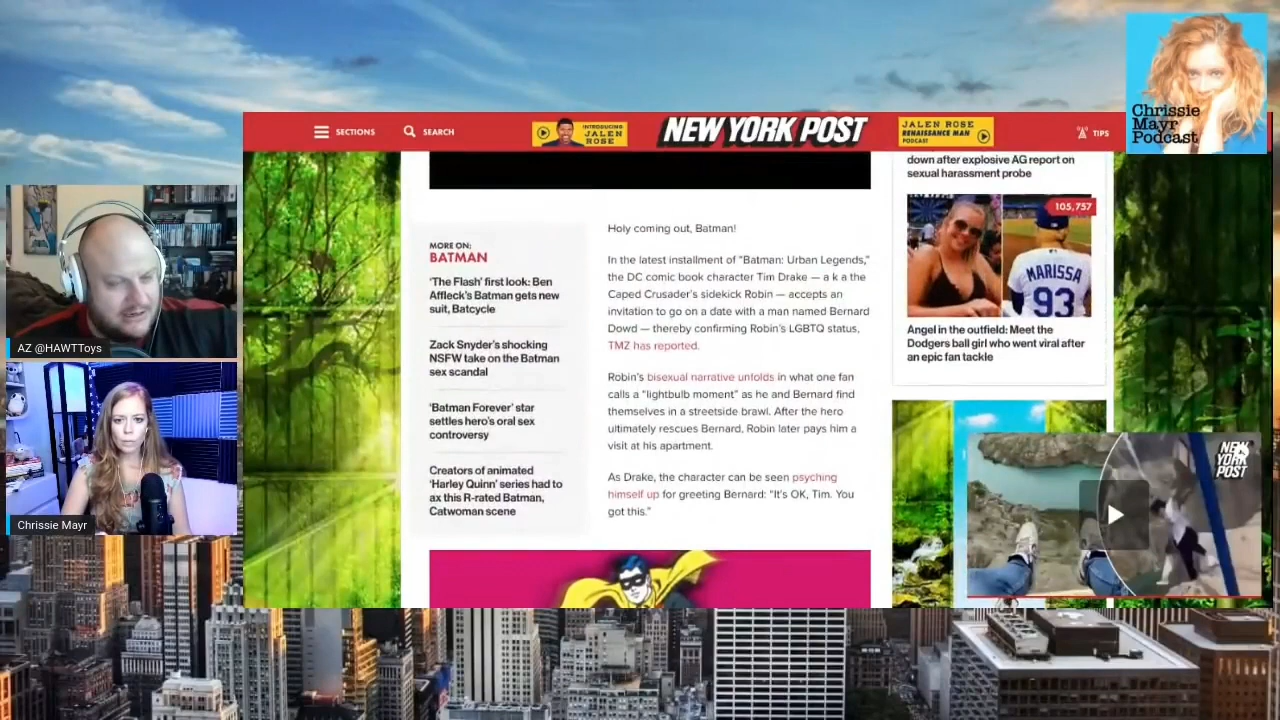 Chrissie
Mayr
Podcast
SECTIONS
SEARCH
INTRODUCING
JALEN
ROSE
NEW YORK POST
JALEN ROSE
RENAISSANCE MAN
PODCAST
TIPS
AZ @HAWTToys
Chrissie Mayr
MORE ON:
BATMAN
‘The Flash’ first look: Ben
Affleck’s Batman gets new
suit, Batcycle
Zack Snyder’s shocking
NSFW take on the Batman
sex scandal
‘Batman Forever’ star
settles hero’s oral sex
controversy
Creators of animated
‘Harley Quinn’ series had to
ax this R-rated Batman,
Catwoman scene
Holy coming out, Batman!
In the latest installment of “Batman: Urban Legends,”
the DC comic book character Tim Drake — a k a the
Caped Crusader’s sidekick Robin — accepts an
invitation to go on a date with a man named Bernard
Dowd — thereby confirming Robin’s LGBTQ status,
TMZ has reported.
Robin’s bisexual narrative unfolds in what one fan
calls a “lightbulb moment” as he and Bernard find
themselves in a streetside brawl. After the hero
ultimately rescues Bernard, Robin later pays him a
visit at his apartment.
As Drake, the character can be seen psyching
himself up for greeting Bernard: “It’s OK, Tim. You
got this.”
down after explosive AG report on
sexual harassment probe
105,757
MARISSA
93
Angel in the outfield: Meet the
Dodgers ball girl who went viral after
an epic fan tackle
NEW
YORK
POST